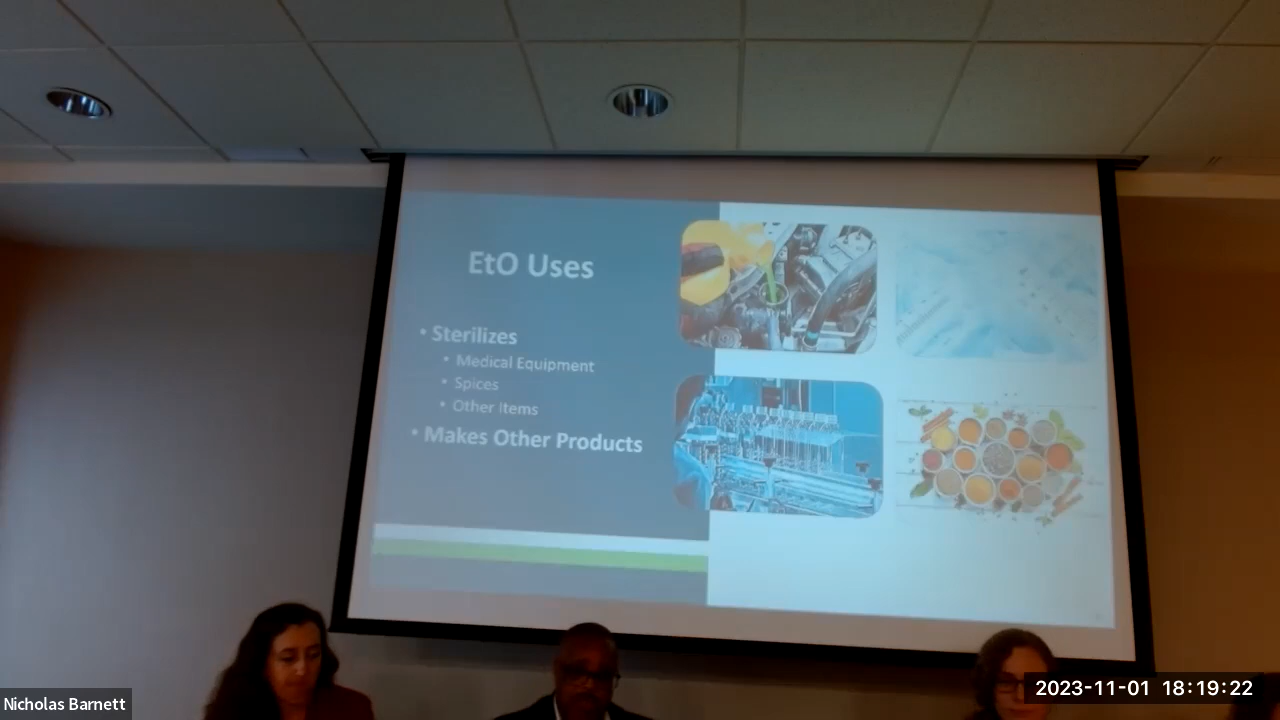 EtO Uses
• Sterilizes
• Medical Equipment
• Spices
• Other Items
• Makes Other Products
Nicholas Barnett
2023-11-01 18:19:22